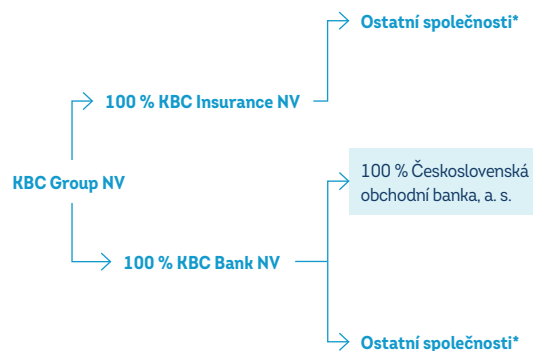 Ostatní společnosti*
100 % KBC Insurance NV
100 % Československá
obchodní banka, a. s.
KBC Group NV
100 % KBC Bank NV
Ostatní společnosti*